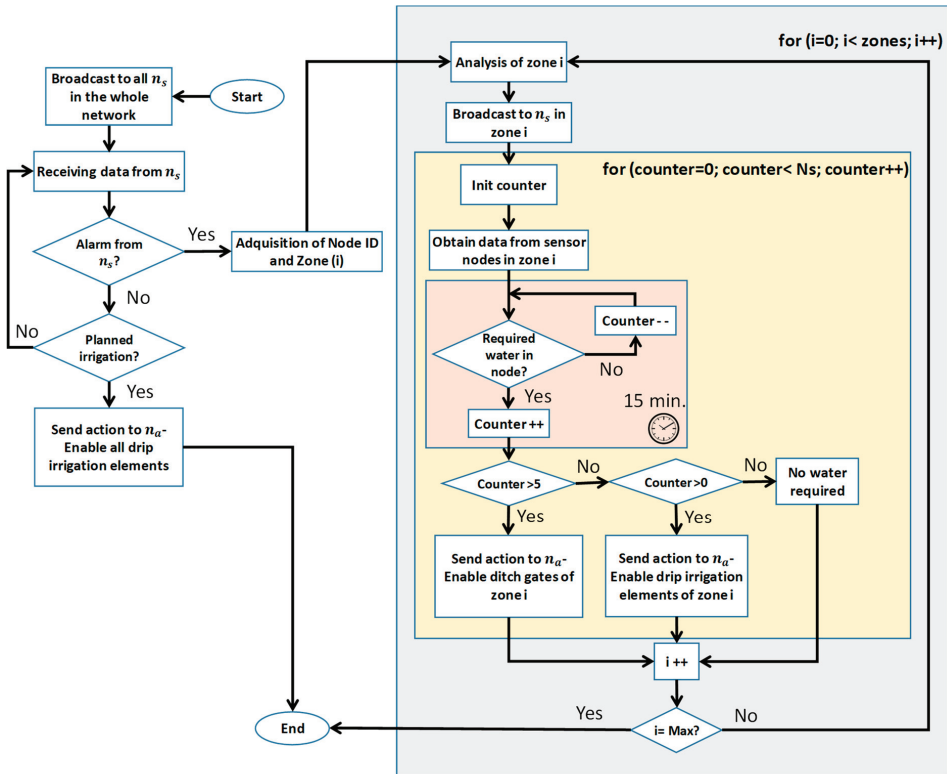 for (i=0; i< zones; i++)
Start
Broadcast to all nₛ
in the whole
network
Receiving data from nₛ
Alarm from
nₛ?
Yes
No
Adquisition of Node ID
and Zone (i)
Planned
irrigation?
No
Yes
Send action to nₐ-
Enable all drip
irrigation elements
End
Analysis of zone i
Broadcast to nₛ in
zone i
for (counter=0; counter< Ns; counter++)
Init counter
Obtain data from sensor
nodes in zone i
Counter - -
Required
water in
node?
No
Yes
15 min.
Counter ++
Counter >5
No
Yes
Counter >0
No
Yes
No water
required
Send action to nₐ-
Enable ditch gates of
zone i
Send action to nₐ-
Enable drip irrigation
elements of zone i
i ++
i= Max?
Yes
No